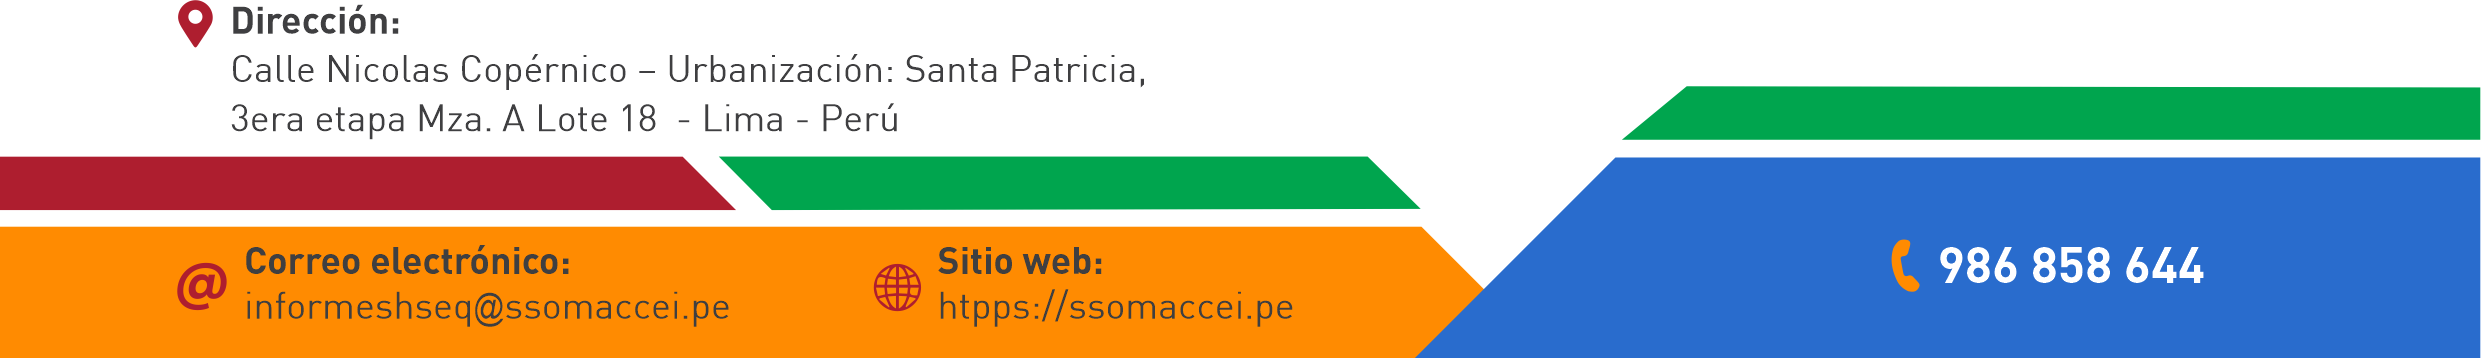 Dirección:
Calle Nicolas Copérnico – Urbanización: Santa Patricia,
3era etapa Mza. A Lote 18  - Lima - Perú
Correo electrónico:
informeshseq@ssomaccei.pe
Sitio web:
htpps://ssomaccei.pe
986 858 644